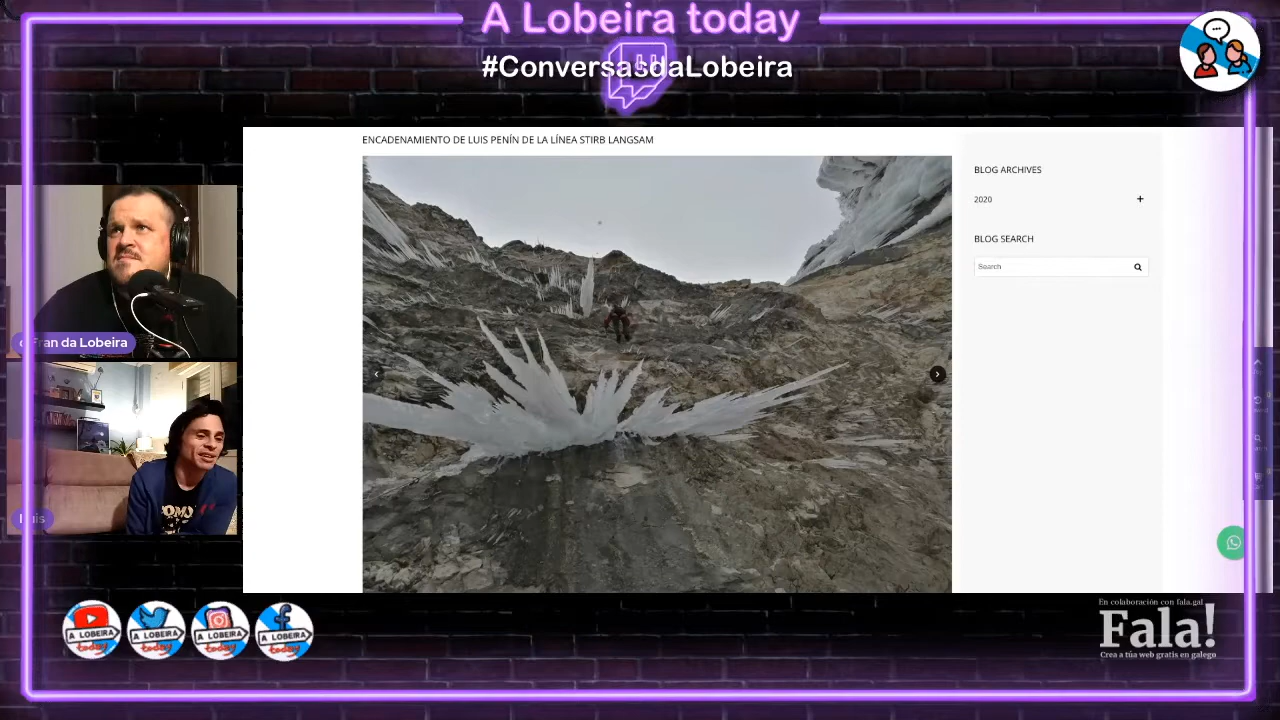 A Lobeira today
#ConversasdaLobeira
ENCADENAMIENTO DE LUIS PENÍN DE LA LÍNEA STIRB LANGSAM
BLOG ARCHIVES
2020
+
BLOG SEARCH
Search
Fran da Lobeira
A LOBEIRA
today
A LOBEIRA
today
A LOBEIRA
today
A LOBEIRA
today
En colaboración con fala.gal
Fala!
Crea a túa web gratis en galego